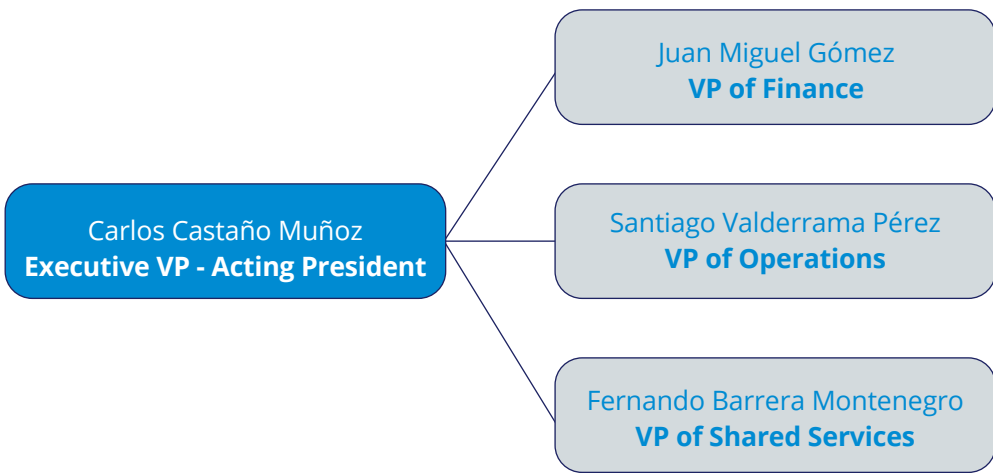 Juan Miguel Gómez
VP of Finance
Carlos Castaño Muñoz
Executive VP - Acting President
Santiago Valderrama Pérez
VP of Operations
Fernando Barrera Montenegro
VP of Shared Services